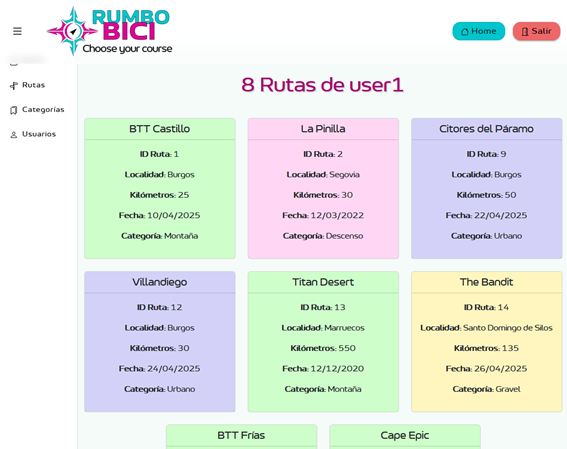 RUMBO
BICI
Choose your course
Home
Salir
Rutas
Categorías
Usuarios
8 Rutas de user1
BTT Castillo
ID Ruta: 1
Localidad: Burgos
Kilómetros: 25
Fecha: 10/04/2025
Categoría: Montaña
La Pinilla
ID Ruta: 2
Localidad: Segovia
Kilómetros: 30
Fecha: 12/03/2022
Categoría: Descenso
Citores del Páramo
ID Ruta: 9
Localidad: Burgos
Kilómetros: 50
Fecha: 22/04/2025
Categoría: Urbano
Villandiego
ID Ruta: 12
Localidad: Burgos
Kilómetros: 30
Fecha: 24/04/2025
Categoría: Urbano
Titan Desert
ID Ruta: 13
Localidad: Marruecos
Kilómetros: 550
Fecha: 12/12/2020
Categoría: Montaña
The Bandit
ID Ruta: 14
Localidad: Santo Domingo de Silos
Kilómetros: 135
Fecha: 26/04/2025
Categoría: Gravel
BTT Frías
Cape Epic